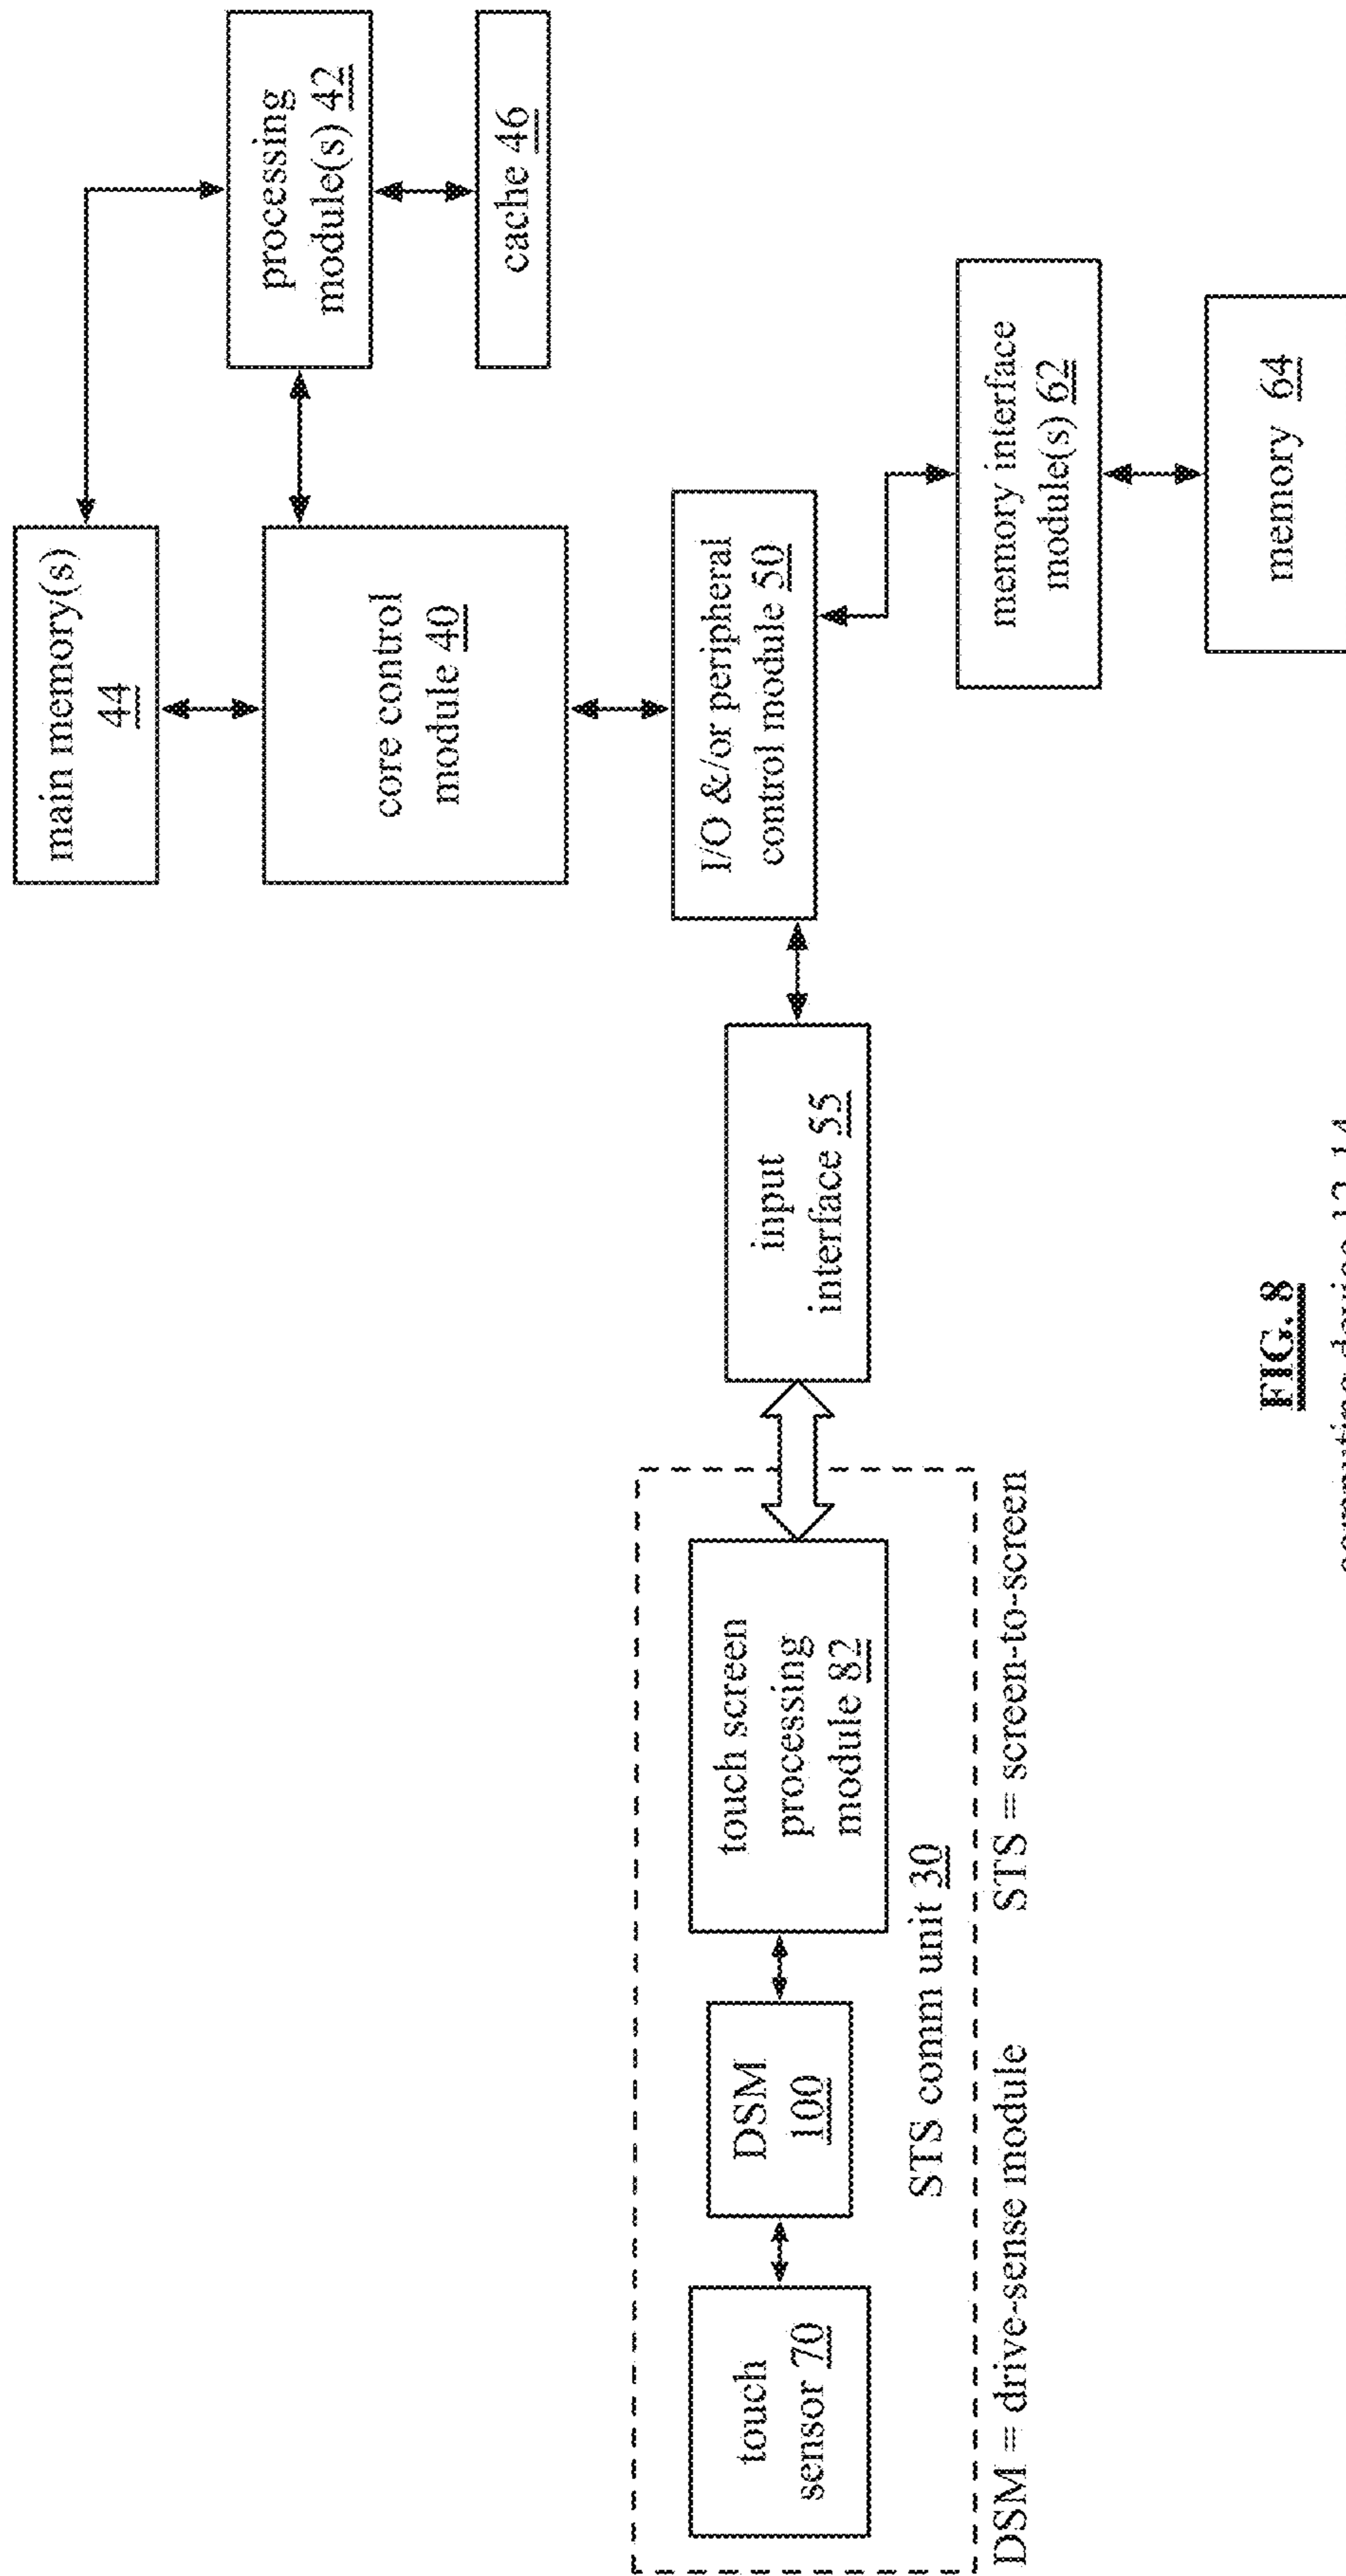 main memory(s)
44
core control
module 40
processing
module(s) 42
cache 46
I/O &/or peripheral
control module 50
memory interface
module(s) 62
memory 64
input
interface 55
touch screen
processing
module 82
DSM
100
touch
sensor 70
STS comm unit 30
DSM = drive-sense module
STS = screen-to-screen
FIG. 8